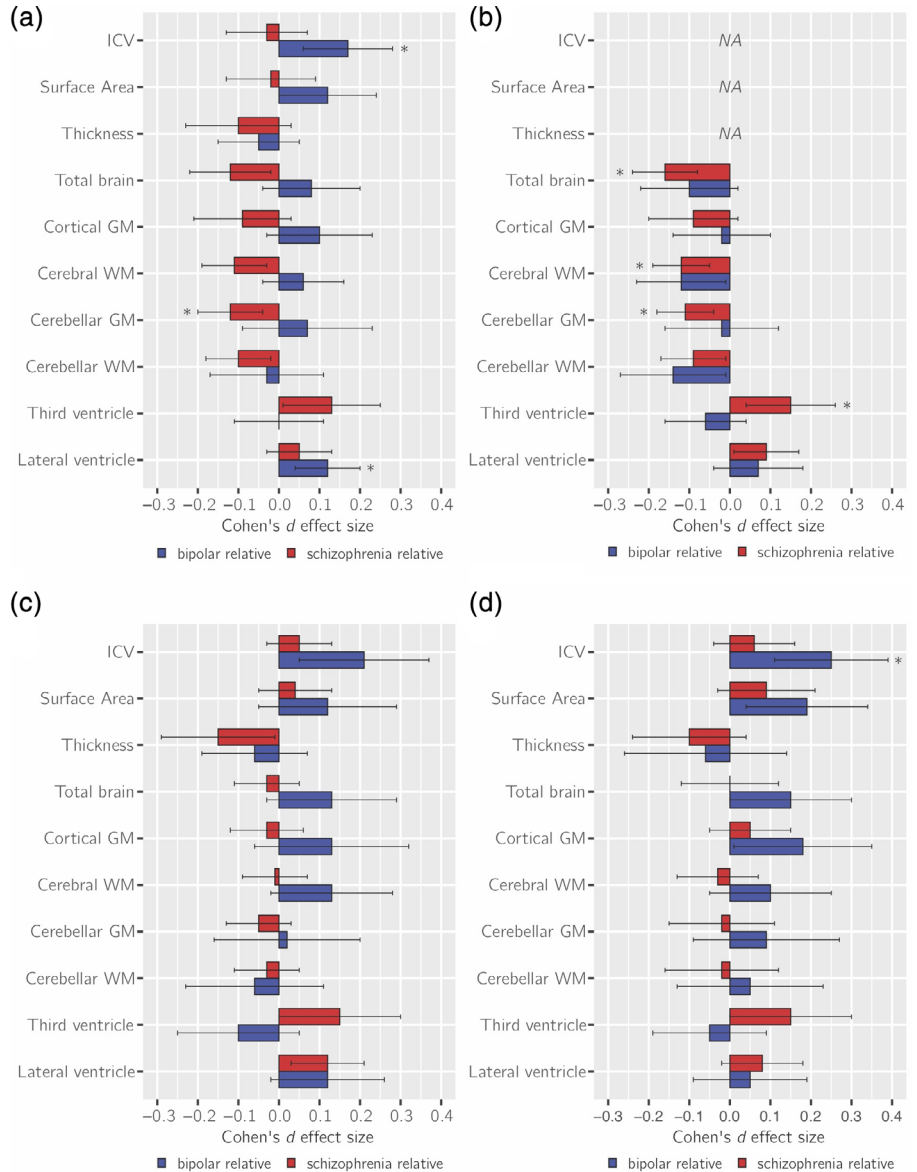 (a)
ICV
*
Surface Area
Thickness
Total brain
Cortical GM
Cerebral WM
Cerebellar GM
*
Cerebellar WM
Third ventricle
Lateral ventricle
*
−0.3 −0.2 −0.1 0.0 0.1 0.2 0.3 0.4
Cohen's d effect size
bipolar relative schizophrenia relative
(b)
ICV NA
Surface Area NA
Thickness NA
Total brain
*
Cortical GM
Cerebral WM
*
Cerebellar GM
*
Cerebellar WM
Third ventricle
*
Lateral ventricle
−0.3 −0.2 −0.1 0.0 0.1 0.2 0.3 0.4
Cohen's d effect size
bipolar relative schizophrenia relative
(c)
ICV
Surface Area
Thickness
Total brain
Cortical GM
Cerebral WM
Cerebellar GM
Cerebellar WM
Third ventricle
Lateral ventricle
−0.3 −0.2 −0.1 0.0 0.1 0.2 0.3 0.4
Cohen's d effect size
bipolar relative schizophrenia relative
(d)
ICV
*
Surface Area
Thickness
Total brain
Cortical GM
Cerebral WM
Cerebellar GM
Cerebellar WM
Third ventricle
Lateral ventricle
−0.3 −0.2 −0.1 0.0 0.1 0.2 0.3 0.4
Cohen's d effect size
bipolar relative schizophrenia relative